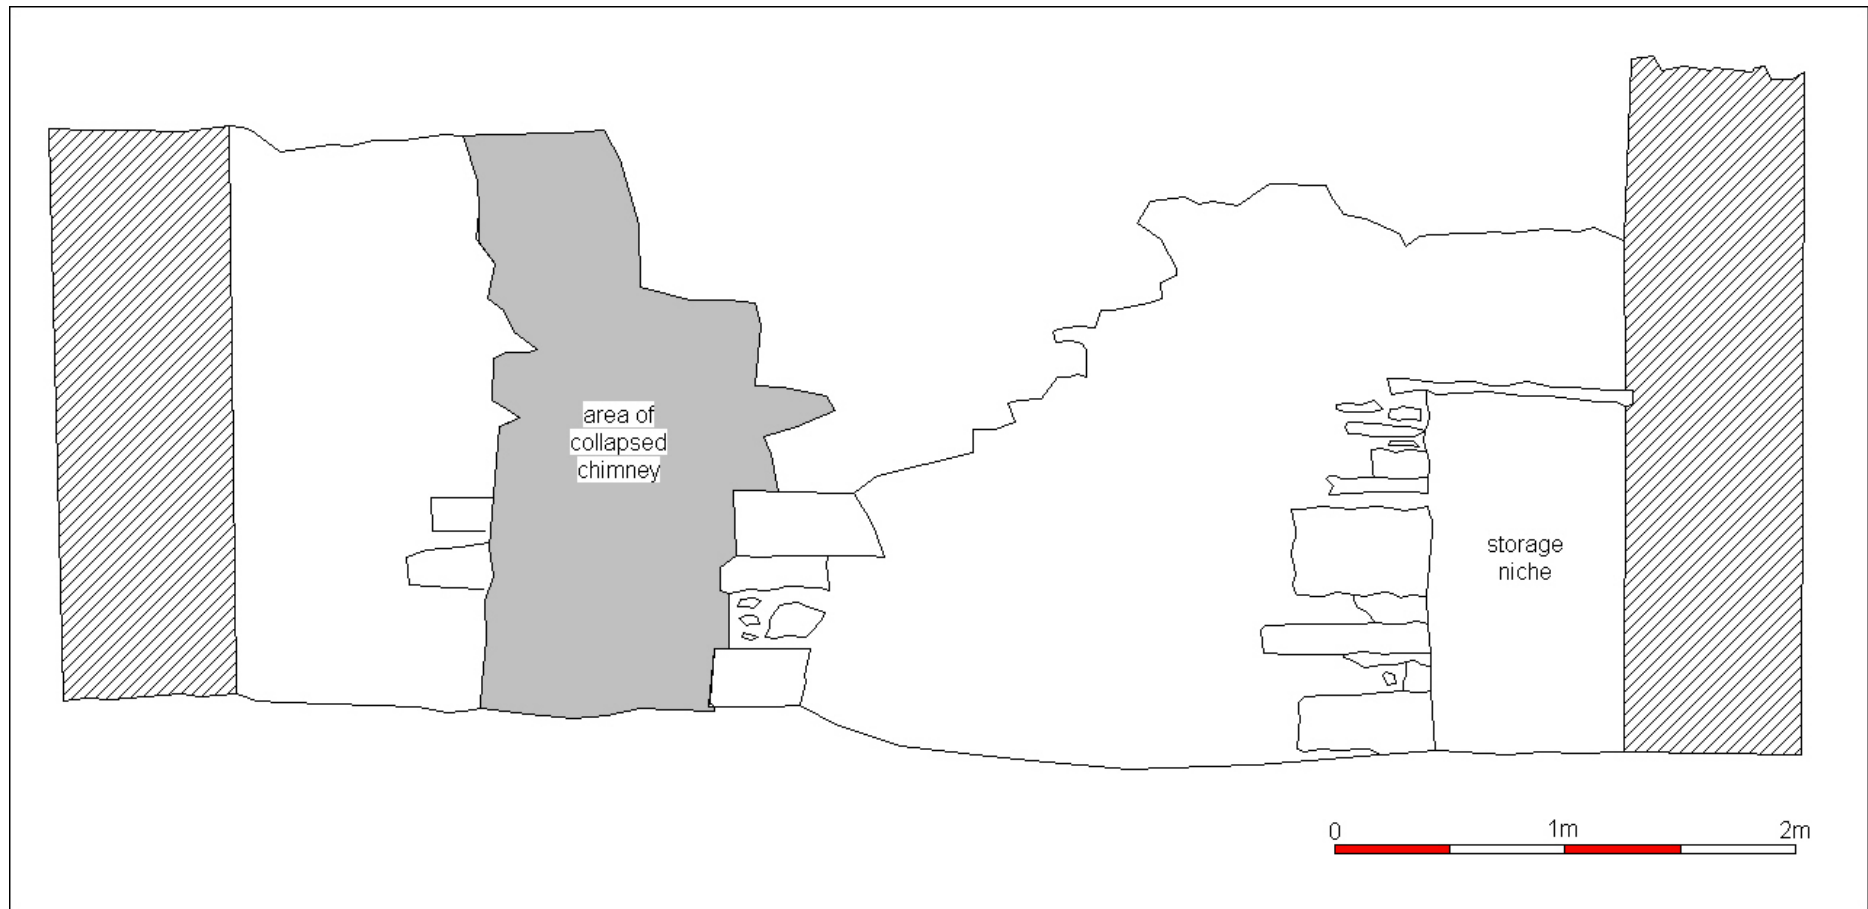 area of
collapsed
chimney
storage
niche
0 1m 2m